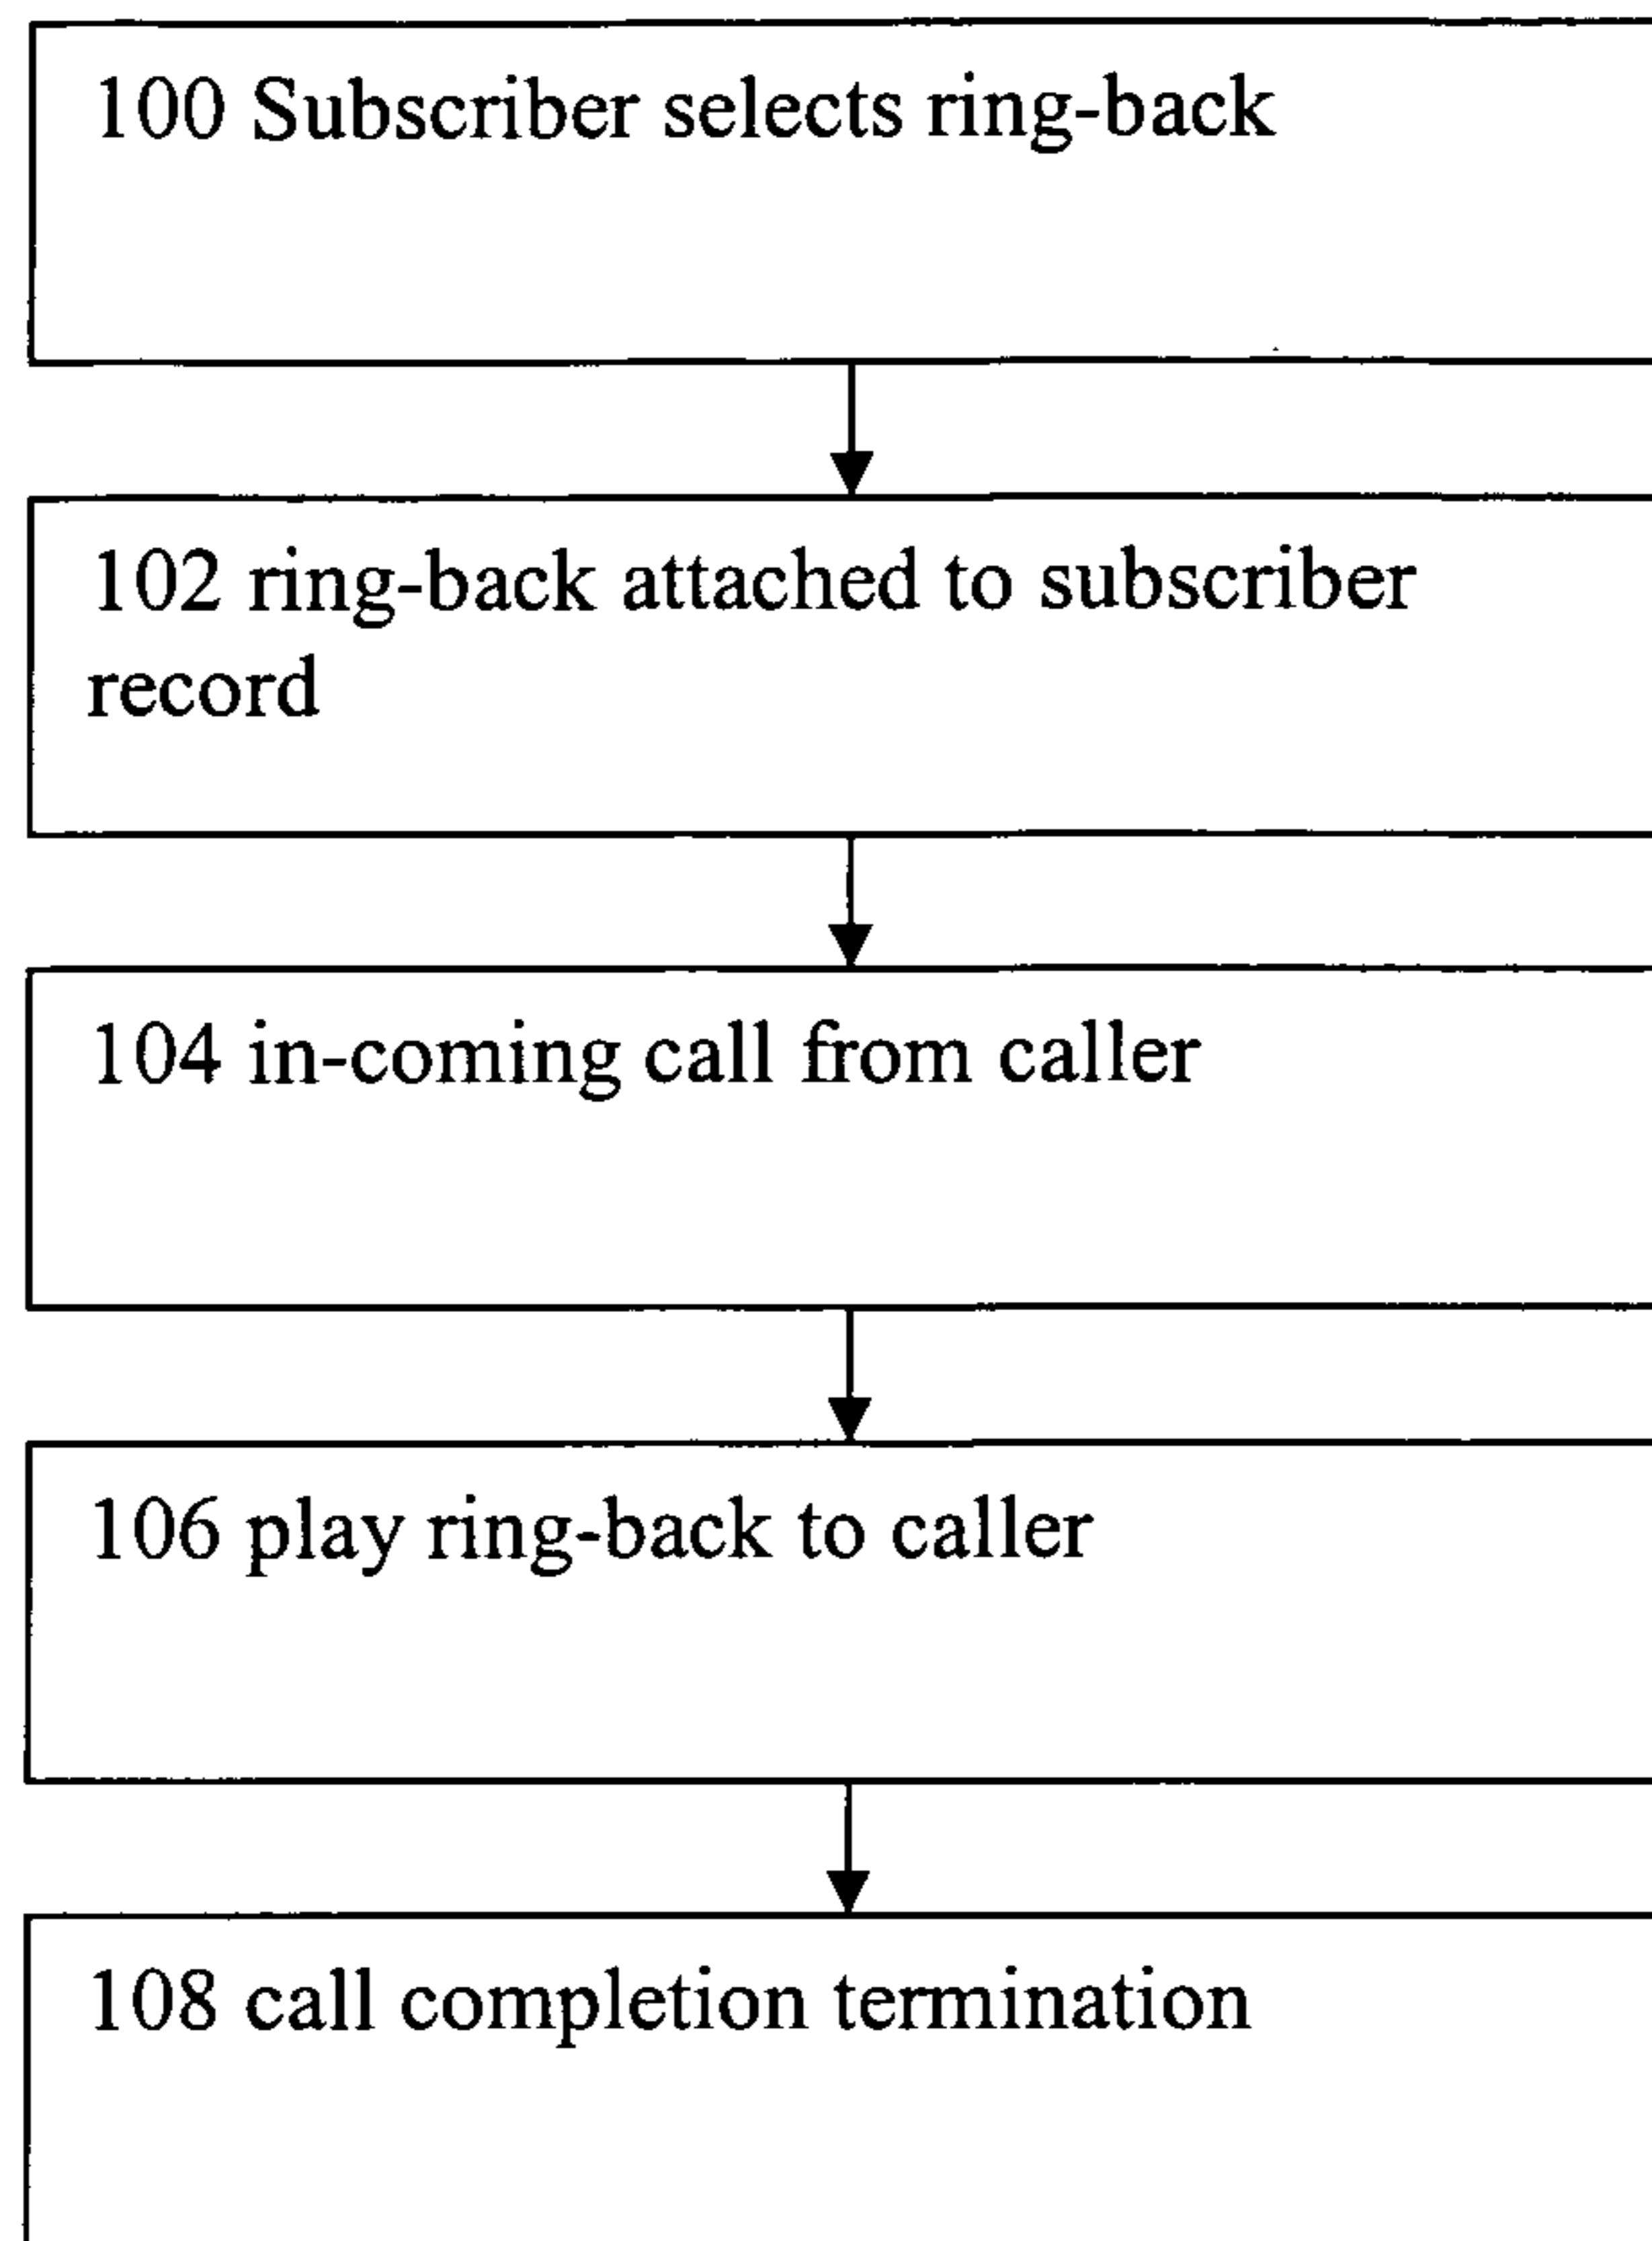 100 Subscriber selects ring-back
102 ring-back attached to subscriber
record
104 in-coming call from caller
106 play ring-back to caller
108 call completion termination